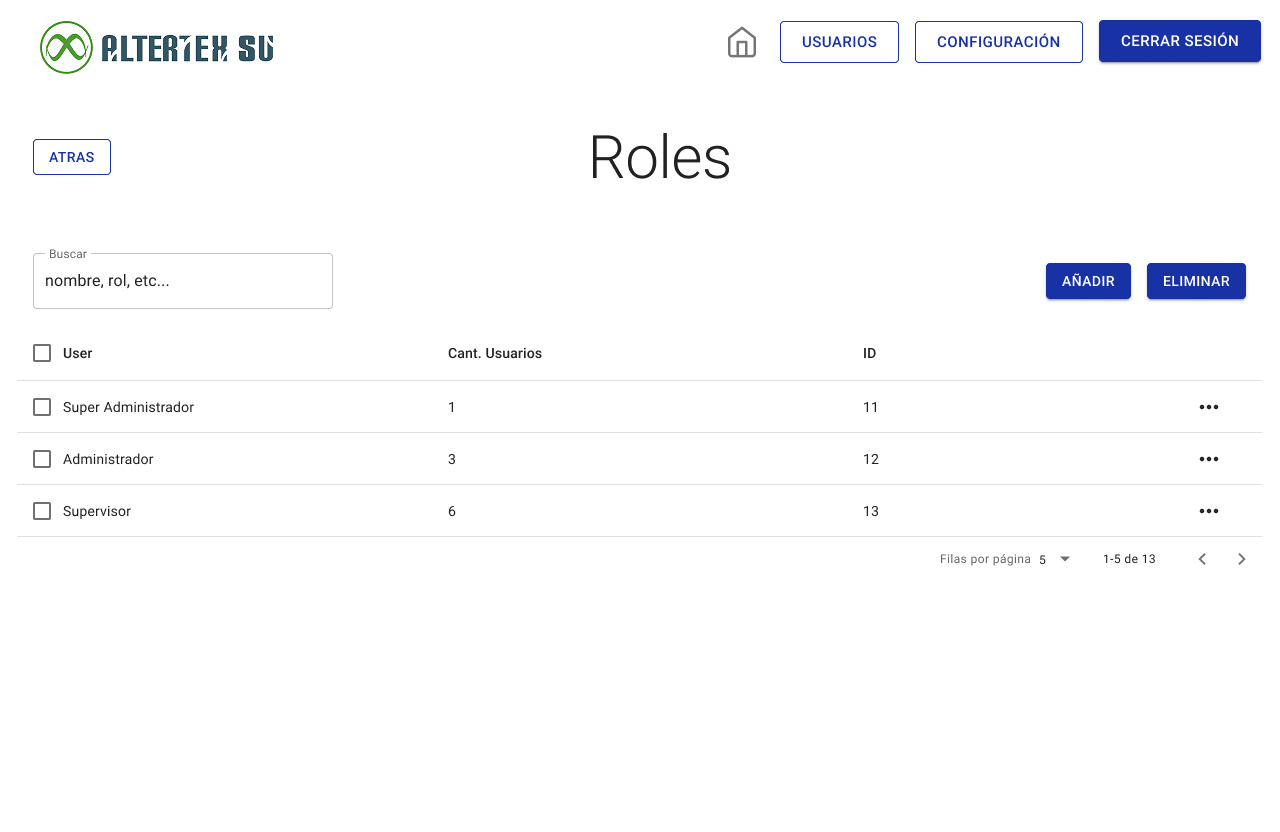 ALTERTEX SU
USUARIOS
CONFIGURACIÓN
CERRAR SESIÓN
ATRAS
Roles
Buscar
nombre, rol, etc...
AÑADIR
ELIMINAR
User Cant. Usuarios ID
Super Administrador 1 11
Administrador 3 12
Supervisor 6 13
Filas por página 5 1-5 de 13